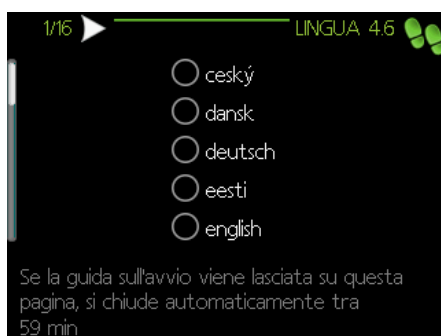 1/16 LINGUA 4.6
ceský
dansk
deutsch
eesti
english
Se la guida sull'avvio viene lasciata su questa
pagina, si chiude automaticamente tra
59 min